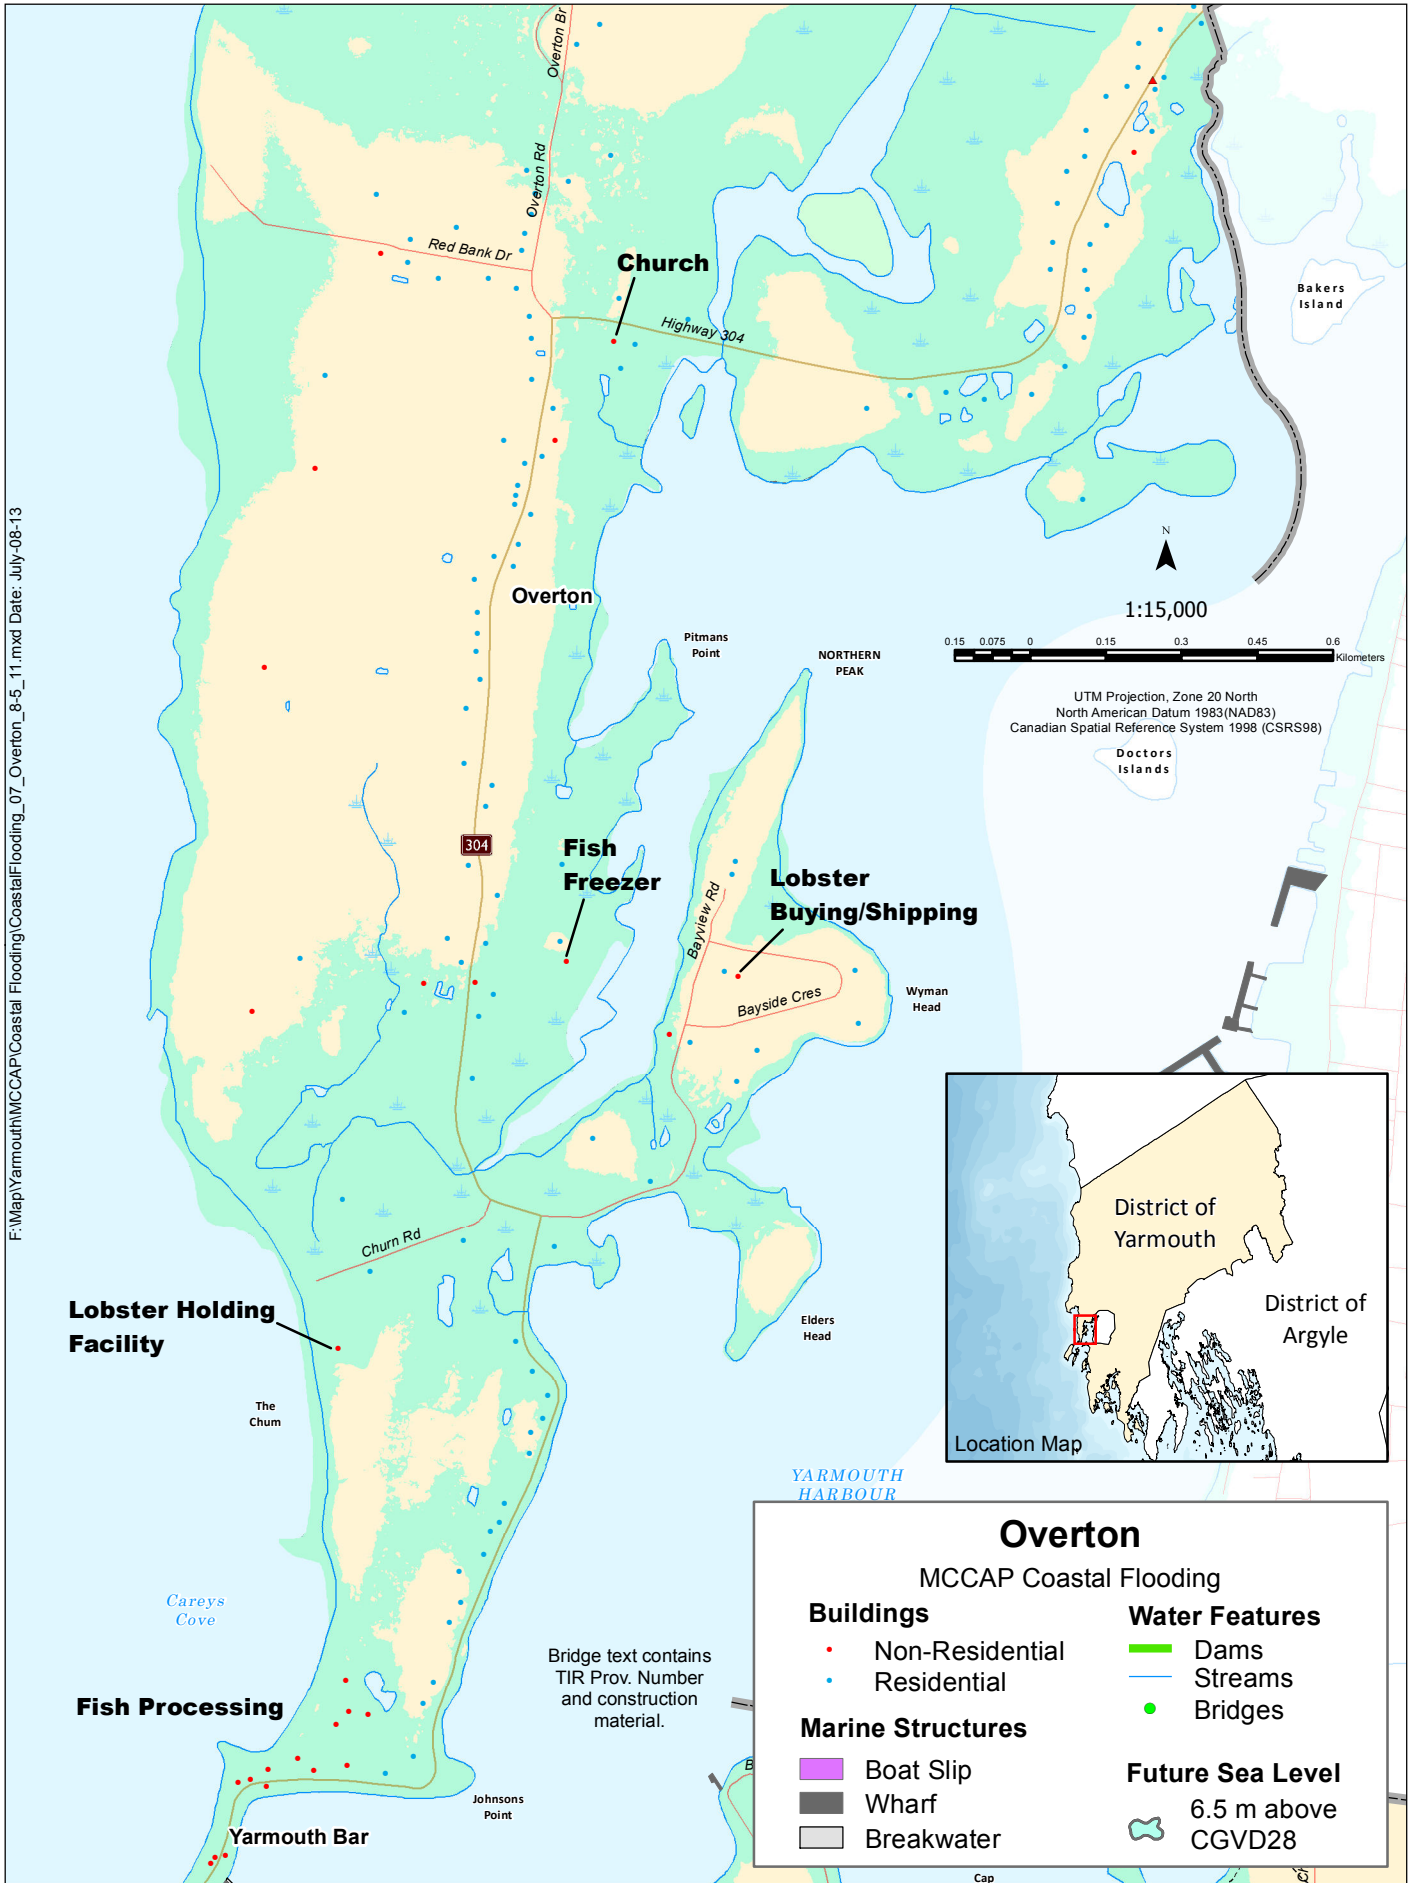 Overton Br
Overton Rd
Red Bank Dr
Church
Highway 304
Bakers
Island
N
1:15,000
0.15 0.075 0 0.15 0.3 0.45 0.6
Kilometers
UTM Projection, Zone 20 North
North American Datum 1983(NAD83)
Canadian Spatial Reference System 1998 (CSRS98)
Doctors
Islands
Overton
Pitmans
Point
NORTHERN
PEAK
304
Fish
Freezer
Lobster
Buying/Shipping
Bayview Rd
Bayside Cres
Wyman
Head
F:\Map\Yarmouth\MCCAP\Coastal Flooding\CoastalFlooding_07_Overton_8-5_11.mxd Date: July-08-13
Churn Rd
Lobster Holding
Facility
The
Chum
Elders
Head
District of
Yarmouth
District of
Argyle
Location Map
YARMOUTH
HARBOUR
Careys
Cove
Fish Processing
Bridge text contains
TIR Prov. Number
and construction
material.
Johnsons
Point
Yarmouth Bar
Overton
MCCAP Coastal Flooding
Buildings
Non-Residential
Residential
Marine Structures
Boat Slip
Wharf
Breakwater
Water Features
Dams
Streams
Bridges
Future Sea Level
6.5 m above
CGVD28
B
Cap